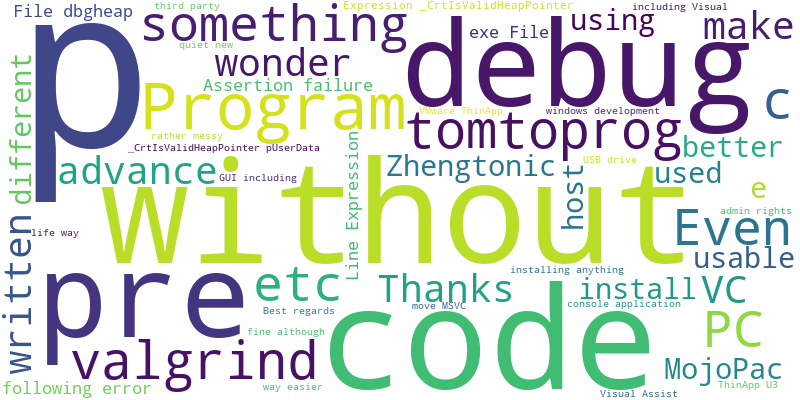 File dbgheap
third party
Expression _CrtIsValidHeapPointer
including Visual
p
something
debug
using
make
quiet new
wonder
exe File
different
Assertion failure
Program
c
VMware ThinApp
windows development
tomtoprog
rather messy
_CrtIsValidHeapPointer pUserData
better
advance
without
Line Expression
Zhengtonic
USB drive
host
used
e
GUI including
admin rights
written
life way
Even
usable
pre
etc
installing anything
Thanks
code
install
VC
Best regards
move MSVC
console application
PC
fine although
valgrind
MojoPac
following error
way easier
Visual Assist
ThinApp U3